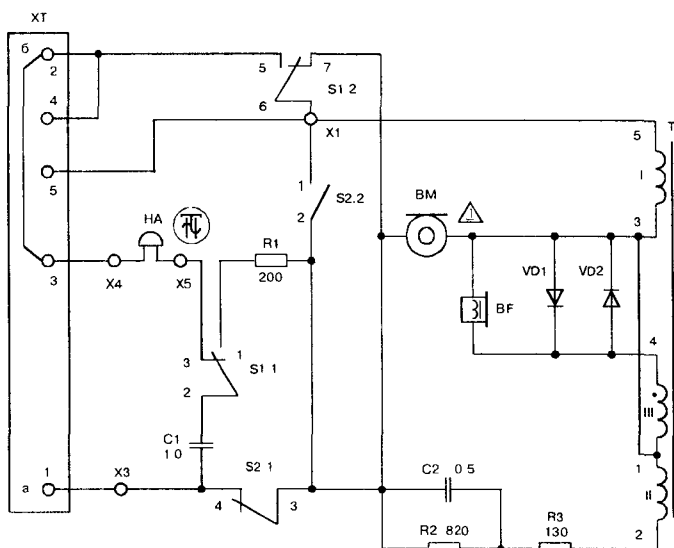 XT
б
2
5
7
S1.2
4
6
X1
5
T
5
1
S2.2
BM
I
HA
2
1
3
R1
VD1
VD2
3
X4
X5
200
BF
3
1
S1.1
4
2
III
C1
1.0
1
X3
S2.1
C2
0.5
1
a
4
3
II
R2 820
R3
130
2